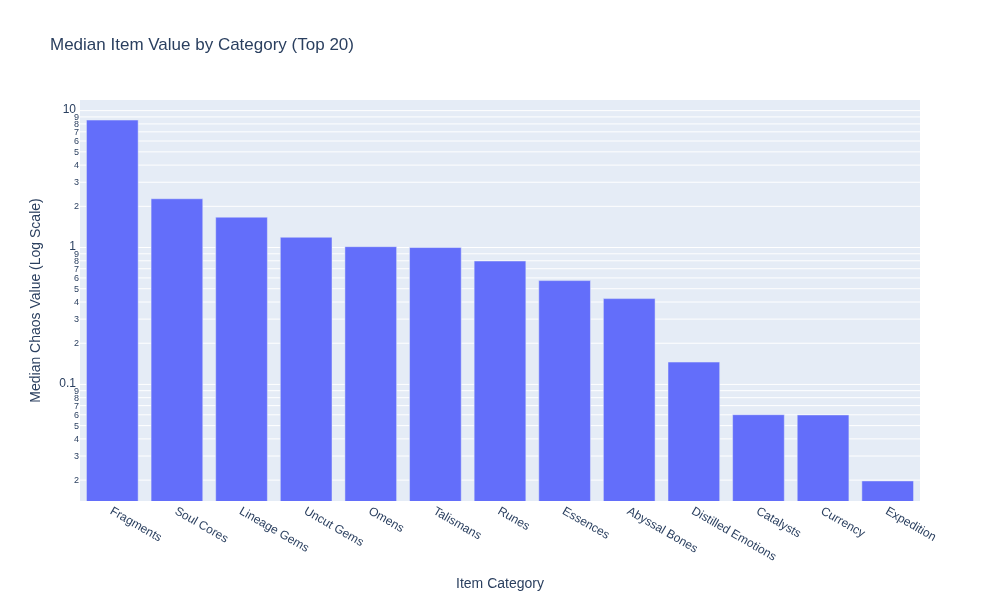 Median Item Value by Category (Top 20)
Median Chaos Value (Log Scale)
10
9
8
7
6
5
4
3
2
1
9
8
7
6
5
4
3
2
0.1
9
8
7
6
5
4
3
2
Fragments
Soul Cores
Lineage Gems
Uncut Gems
Omens
Talismans
Runes
Essences
Abyssal Bones
Distilled Emotions
Catalysts
Currency
Expedition
Item Category